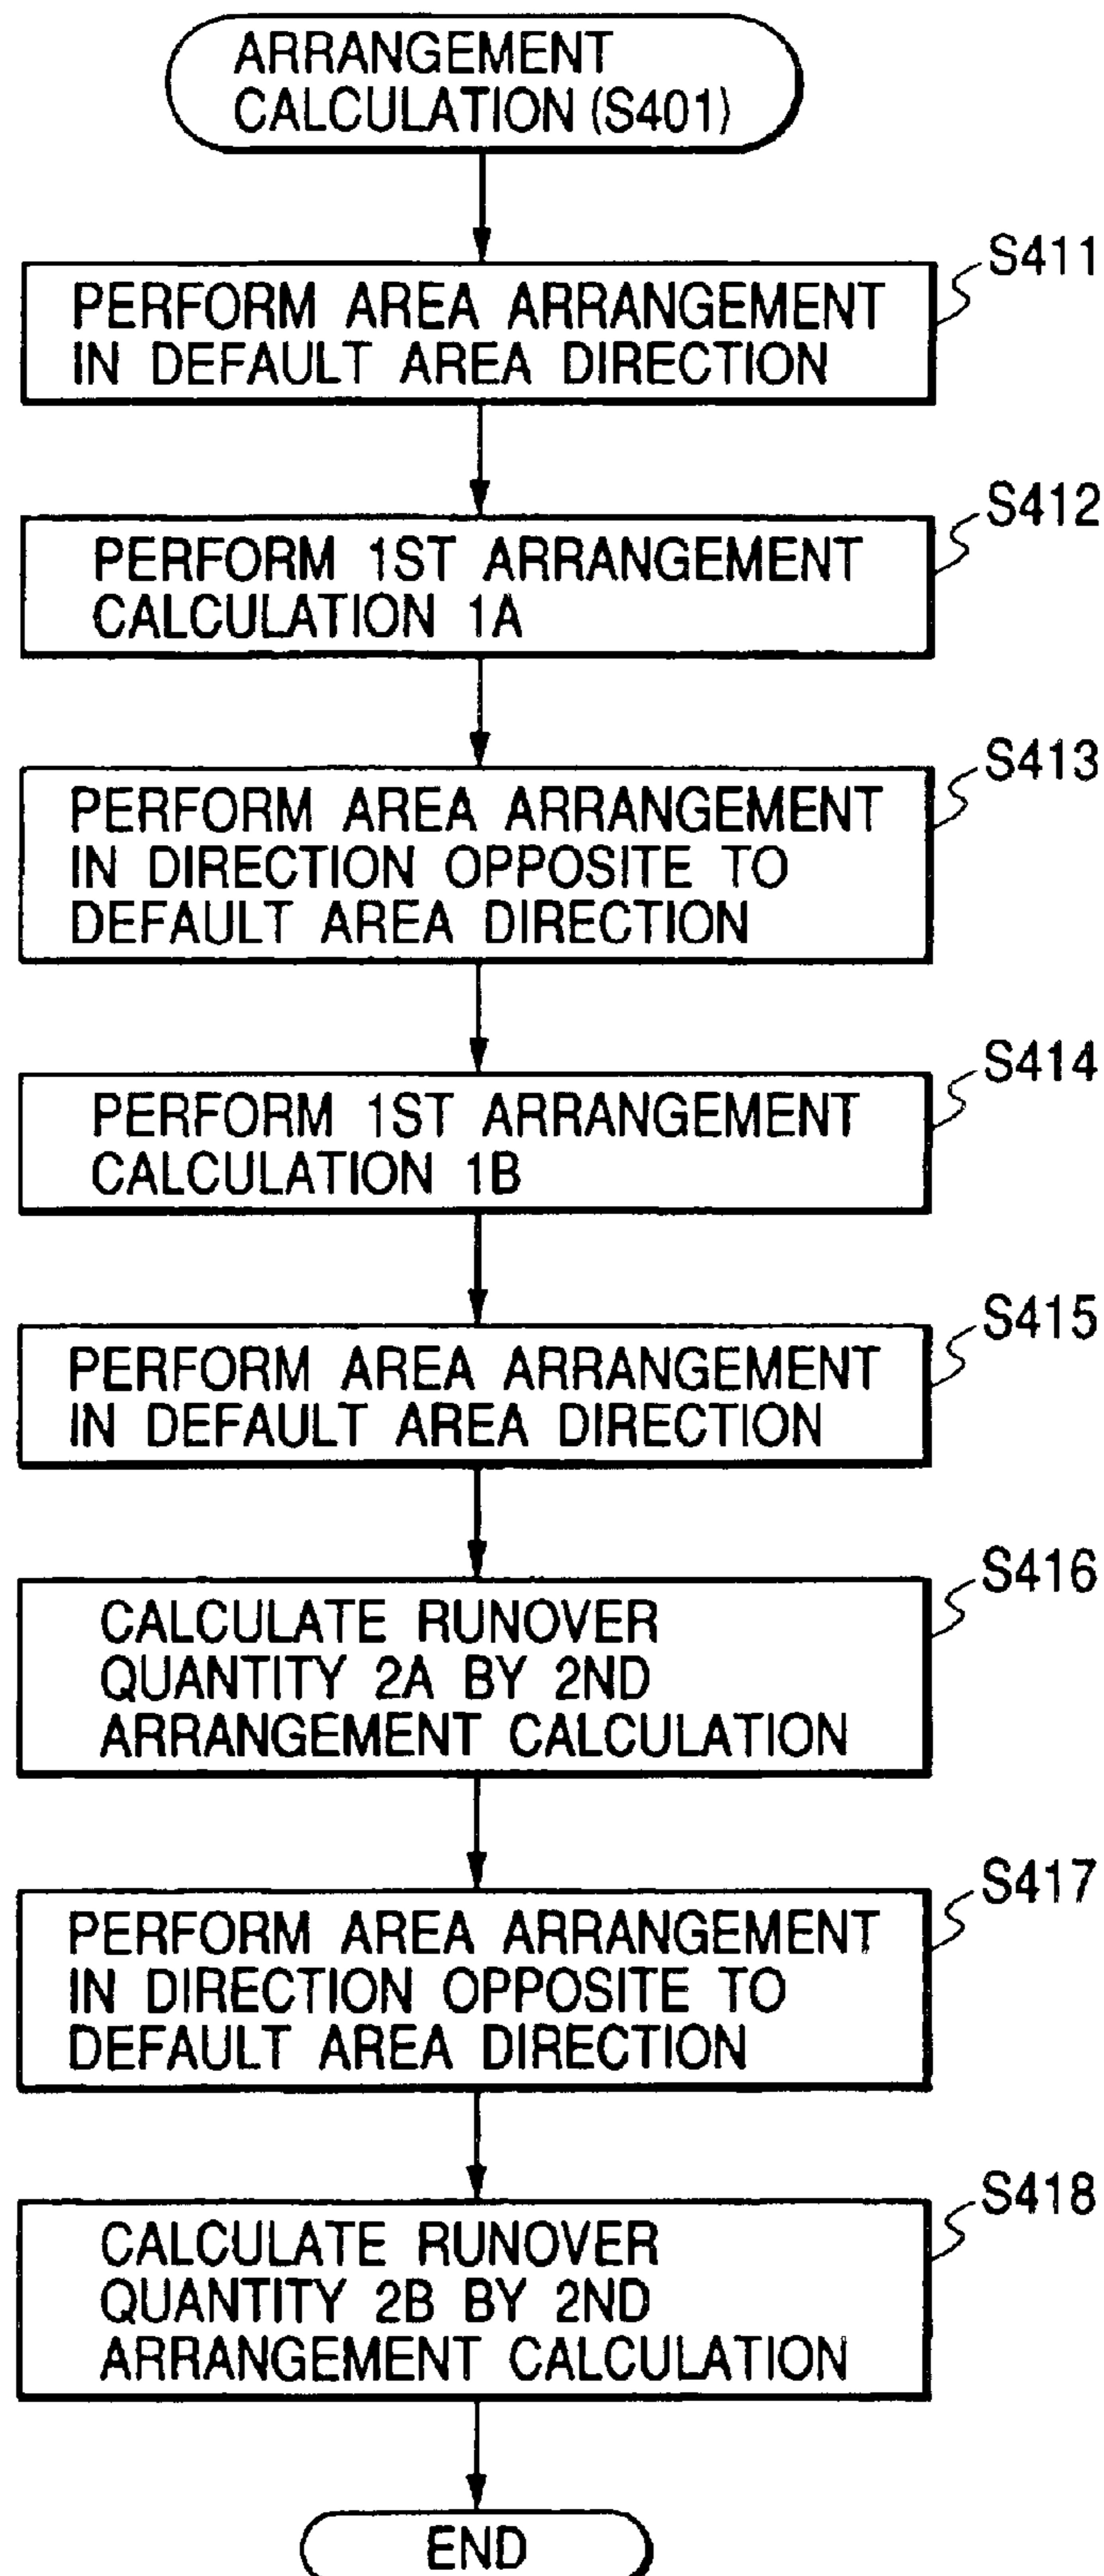 ARRANGEMENT
CALCULATION (S401)
S411
PERFORM AREA ARRANGEMENT
IN DEFAULT AREA DIRECTION
S412
PERFORM 1ST ARRANGEMENT
CALCULATION 1A
S413
PERFORM AREA ARRANGEMENT
IN DIRECTION OPPOSITE TO
DEFAULT AREA DIRECTION
S414
PERFORM 1ST ARRANGEMENT
CALCULATION 1B
S415
PERFORM AREA ARRANGEMENT
IN DEFAULT AREA DIRECTION
S416
CALCULATE RUNOVER
QUANTITY 2A BY 2ND
ARRANGEMENT CALCULATION
S417
PERFORM AREA ARRANGEMENT
IN DIRECTION OPPOSITE TO
DEFAULT AREA DIRECTION
S418
CALCULATE RUNOVER
QUANTITY 2B BY 2ND
ARRANGEMENT CALCULATION
END